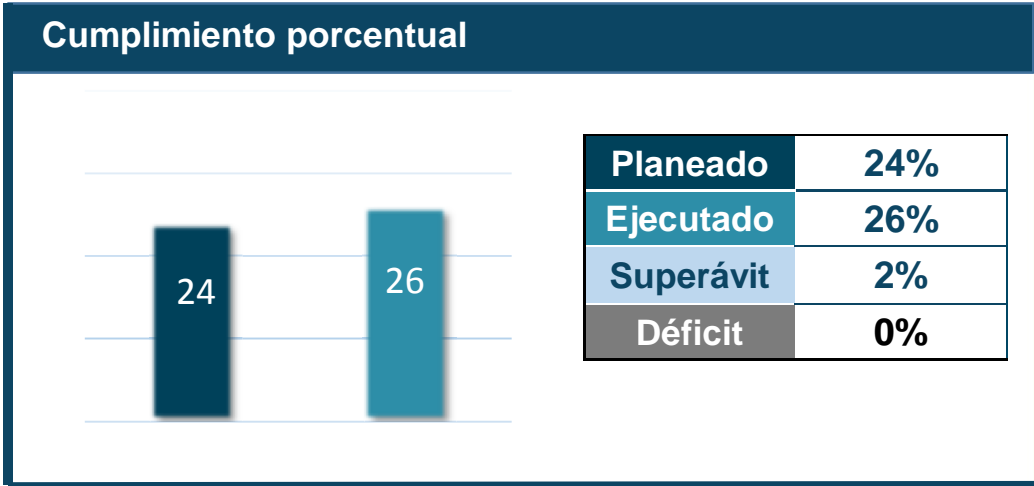 Cumplimiento porcentual
24
26
Planeado 24%
Ejecutado 26%
Superávit 2%
Déficit 0%